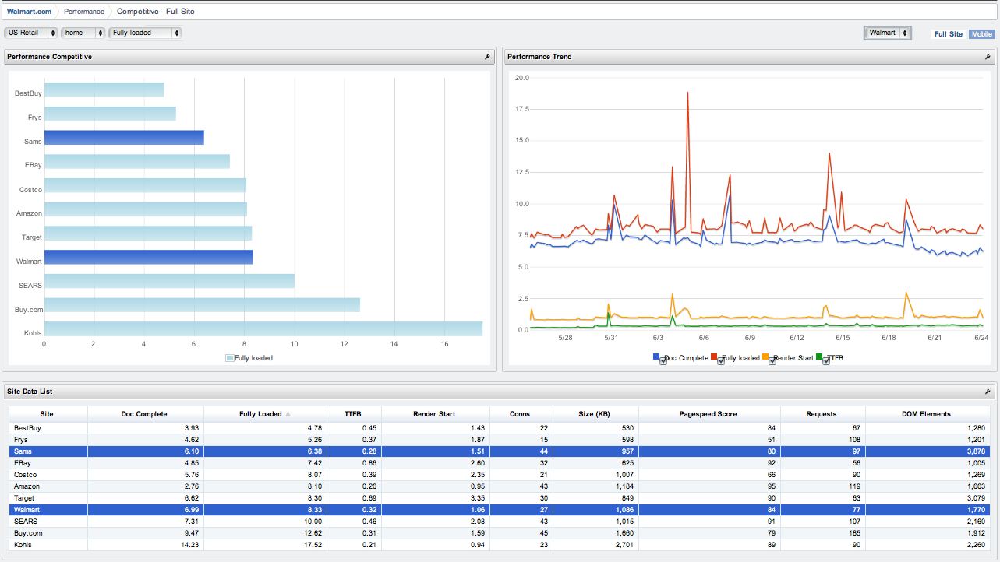 Walmart.com Performance Competitive - Full Site
US Retail home Fully loaded Walmart Full Site Mobile
Performance Competitive
BestBuy
Frys
Sams
EBay
Costco
Amazon
Target
Walmart
SEARS
Buy.com
Kohls
0 2 4 6 8 10 12 14 16
Fully loaded
Performance Trend
20.0
17.5
15.0
12.5
10.0
7.5
5.0
2.5
0.0
5/28 5/31 6/3 6/6 6/9 6/12 6/15 6/18 6/21 6/24
Doc Complete Fully loaded Render Start TTFB
Site Data List
Site Doc Complete Fully Loaded TTFB Render Start Conns Size (KB) Pagespeed Score Requests DOM Elements
BestBuy 3.93 4.78 0.45 1.43 22 530 84 67 1,280
Frys 4.62 5.26 0.37 1.87 15 598 51 108 1,201
Sams 6.10 6.38 0.28 1.51 44 957 80 97 3,878
EBay 4.85 7.42 0.86 2.60 32 625 92 56 1,005
Costco 5.76 8.07 0.39 2.35 21 1,007 66 90 1,269
Amazon 2.76 8.10 0.26 0.95 43 1,184 95 119 1,663
Target 6.62 8.30 0.69 3.35 30 849 90 63 3,079
Walmart 6.99 8.33 0.32 1.06 27 1,086 84 77 1,770
SEARS 7.31 10.00 0.46 2.08 43 1,015 91 107 2,160
Buy.com 9.47 12.62 0.31 1.59 45 1,660 79 185 1,912
Kohls 14.23 17.52 0.21 0.94 23 2,701 89 90 2,260